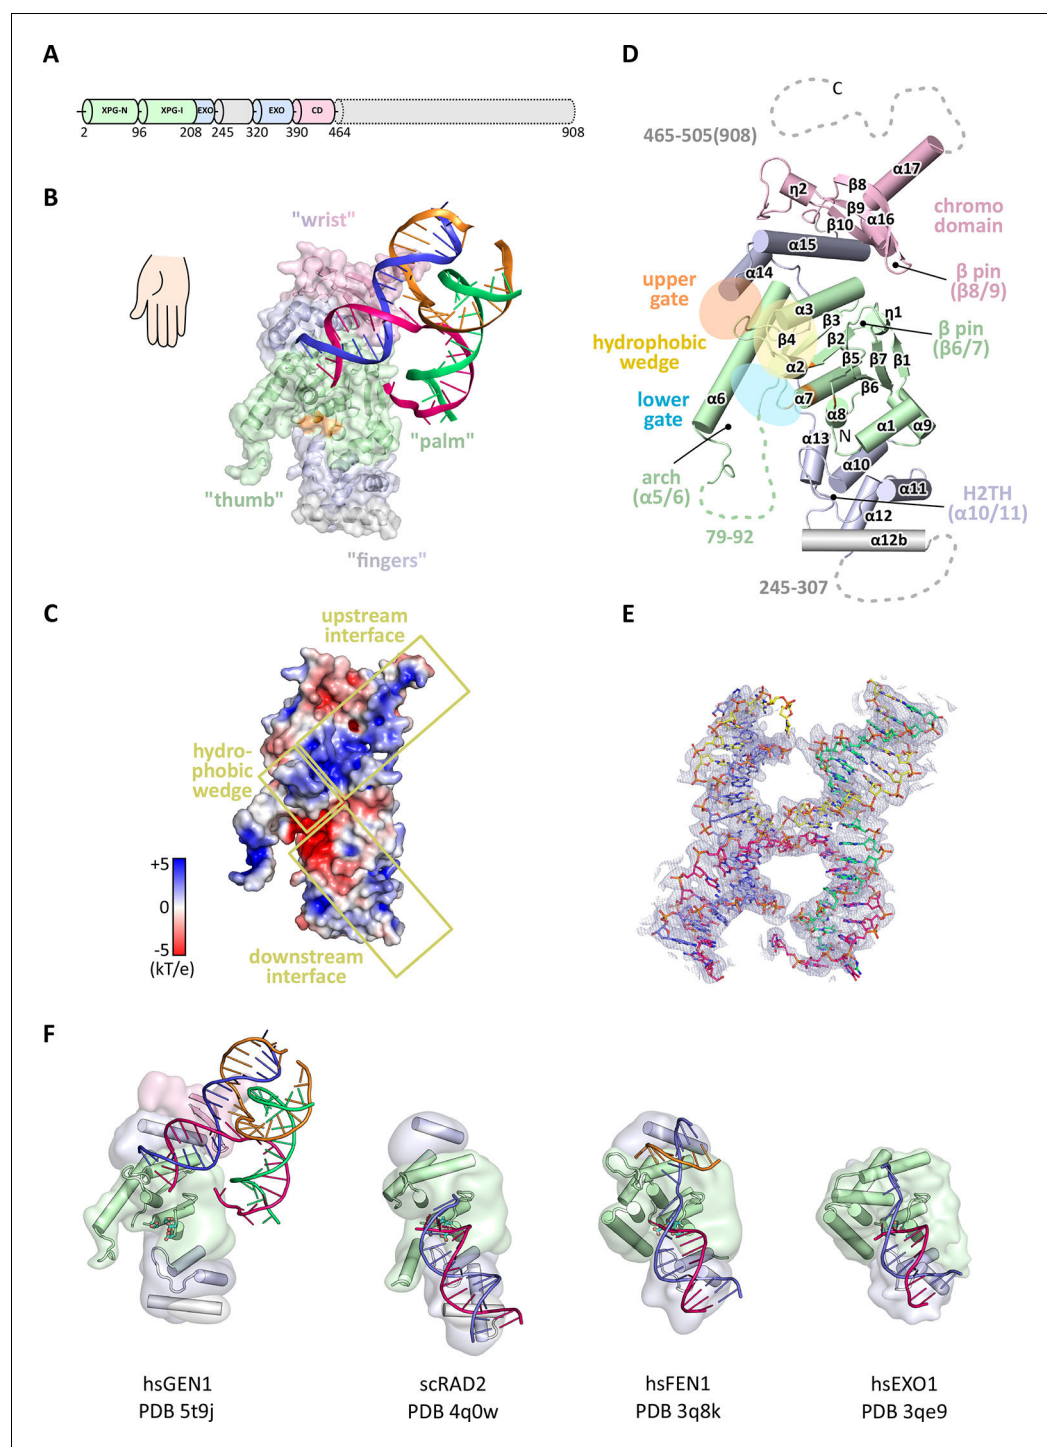 A
XPG-N XPG-I EXO EXO CD
2 96 208 245 320 390 464 908
B
"wrist"
"palm"
"thumb"
"fingers"
C
upstream
interface
hydro-
phobic
wedge
+5
0
-5
(kT/e)
downstream
interface
D
C
465-505(908)
α17
η2
β8
β9
α16
β10
chromo
domain
α15
α14
β pin
(β8/9)
upper
gate
α3
η1
β3
β4
β2
β pin
(β6/7)
hydrophobic
wedge
α2
β5
β7
β1
β6
lower
gate
α6
α7
α8
N
α1
α9
α13
α10
arch
(α5/6)
α11
H2TH
(α10/11)
α12
79-92
α12b
245-307
E
F
hsGEN1
PDB 5t9j
scRAD2
PDB 4q0w
hsFEN1
PDB 3q8k
hsEXO1
PDB 3qe9